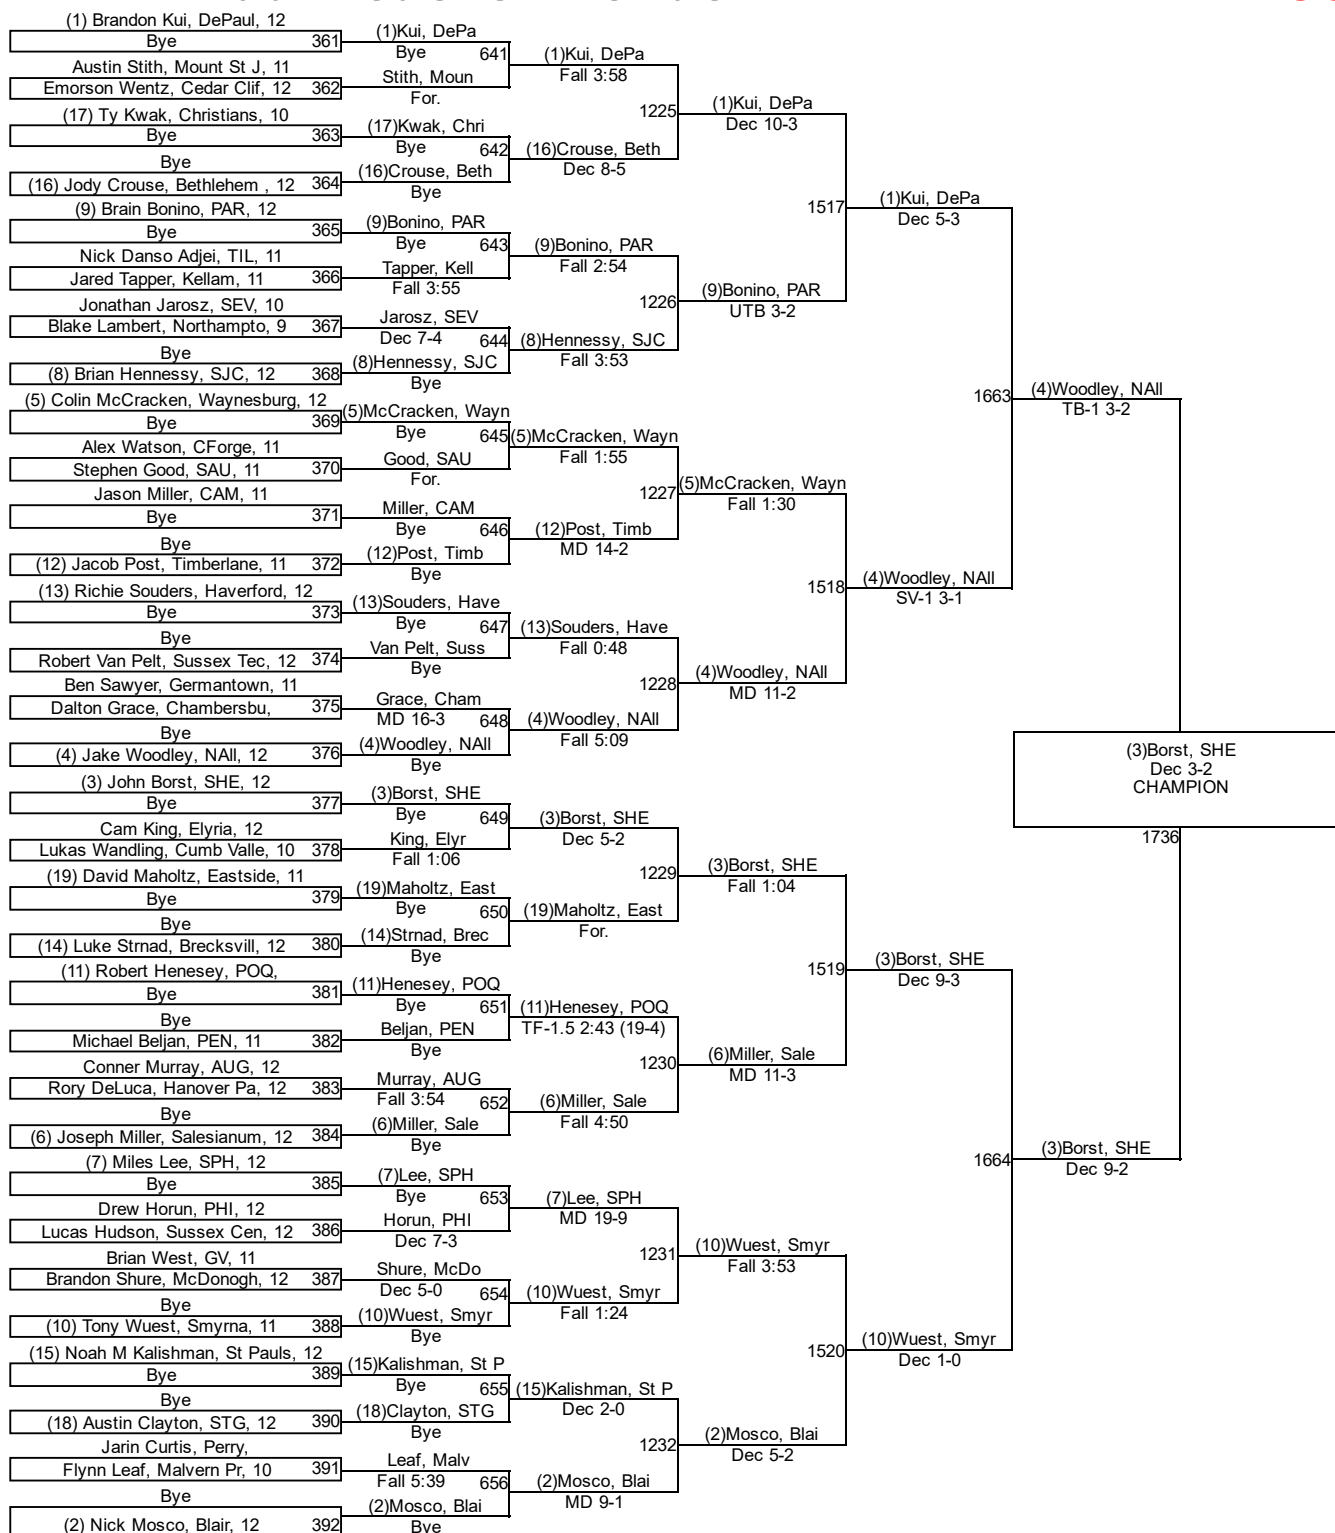 (1) Brandon Kui, DePaul, 12
Bye
361
Austin Stith, Mount St J, 11
Emorson Wentz, Cedar Clif, 12
362
(17) Ty Kwak, Christians, 10
Bye
363
Bye
(16) Jody Crouse, Bethlehem , 12
364
(9) Brain Bonino, PAR, 12
Bye
365
Nick Danso Adjei, TIL, 11
Jared Tapper, Kellam, 11
366
Jonathan Jarosz, SEV, 10
Blake Lambert, Northampto, 9
367
Bye
(8) Brian Hennessy, SJC, 12
368
(5) Colin McCracken, Waynesburg, 12
Bye
369
Alex Watson, CForge, 11
Stephen Good, SAU, 11
370
Jason Miller, CAM, 11
Bye
371
Bye
(12) Jacob Post, Timberlane, 11
372
(13) Richie Souders, Haverford, 12
Bye
373
Bye
Robert Van Pelt, Sussex Tec, 12
374
Ben Sawyer, Germantown, 11
Dalton Grace, Chambersbu,
375
Bye
(4) Jake Woodley, NAll, 12
376
(3) John Borst, SHE, 12
Bye
377
Cam King, Elyria, 12
Lukas Wandling, Cumb Valle, 10
378
(19) David Maholtz, Eastside, 11
Bye
379
Bye
(14) Luke Strnad, Brecksvill, 12
380
(11) Robert Henesey, POQ,
Bye
381
Bye
Michael Beljan, PEN, 11
382
Conner Murray, AUG, 12
Rory DeLuca, Hanover Pa, 12
383
Bye
(6) Joseph Miller, Salesianum, 12
384
(7) Miles Lee, SPH, 12
Bye
385
Drew Horun, PHI, 12
Lucas Hudson, Sussex Cen, 12
386
Brian West, GV, 11
Brandon Shure, McDonogh, 12
387
Bye
(10) Tony Wuest, Smyrna, 11
388
(15) Noah M Kalishman, St Pauls, 12
Bye
389
Bye
(18) Austin Clayton, STG, 12
390
Jarin Curtis, Perry,
Flynn Leaf, Malvern Pr, 10
391
Bye
(2) Nick Mosco, Blair, 12
392
(1)Kui, DePa
Bye
641
Stith, Moun
For.
(17)Kwak, Chri
Bye
642
(16)Crouse, Beth
Bye
(9)Bonino, PAR
Bye
643
Tapper, Kell
Fall 3:55
Jarosz, SEV
Dec 7-4
644
(8)Hennessy, SJC
Bye
(5)McCracken, Wayn
Bye
645
Good, SAU
For.
Miller, CAM
Bye
646
(12)Post, Timb
Bye
(13)Souders, Have
Bye
647
Van Pelt, Suss
Bye
Grace, Cham
MD 16-3
648
(4)Woodley, NAll
Bye
(3)Borst, SHE
Bye
649
King, Elyr
Fall 1:06
(19)Maholtz, East
Bye
650
(14)Strnad, Brec
Bye
(11)Henesey, POQ
Bye
651
Beljan, PEN
Bye
Murray, AUG
Fall 3:54
652
(6)Miller, Sale
Bye
(7)Lee, SPH
Bye
653
Horun, PHI
Dec 7-3
Shure, McDo
Dec 5-0
654
(10)Wuest, Smyr
Bye
(15)Kalishman, St P
Bye
655
(18)Clayton, STG
Bye
Leaf, Malv
Fall 5:39
656
(2)Mosco, Blai
Bye
(1)Kui, DePa
Fall 3:58
1225
(16)Crouse, Beth
Dec 8-5
(9)Bonino, PAR
Fall 2:54
1226
(8)Hennessy, SJC
Fall 3:53
(5)McCracken, Wayn
Fall 1:55
1227
(12)Post, Timb
MD 14-2
(13)Souders, Have
Fall 0:48
1228
(4)Woodley, NAll
Fall 5:09
(3)Borst, SHE
Dec 5-2
1229
(19)Maholtz, East
For.
(11)Henesey, POQ
TF-1.5 2:43 (19-4)
1230
(6)Miller, Sale
Fall 4:50
(7)Lee, SPH
MD 19-9
1231
(10)Wuest, Smyr
Fall 1:24
(15)Kalishman, St P
Dec 2-0
1232
(2)Mosco, Blai
MD 9-1
(1)Kui, DePa
Dec 10-3
1517
(9)Bonino, PAR
UTB 3-2
(5)McCracken, Wayn
Fall 1:30
1518
(4)Woodley, NAll
MD 11-2
(3)Borst, SHE
Fall 1:04
1519
(6)Miller, Sale
MD 11-3
(10)Wuest, Smyr
Fall 3:53
1520
(2)Mosco, Blai
Dec 5-2
(1)Kui, DePa
Dec 5-3
1663
(4)Woodley, NAll
SV-1 3-1
(3)Borst, SHE
Dec 9-3
1664
(10)Wuest, Smyr
Dec 1-0
(4)Woodley, NAll
TB-1 3-2
(3)Borst, SHE
Dec 3-2
CHAMPION
1736
(3)Borst, SHE
Dec 9-2